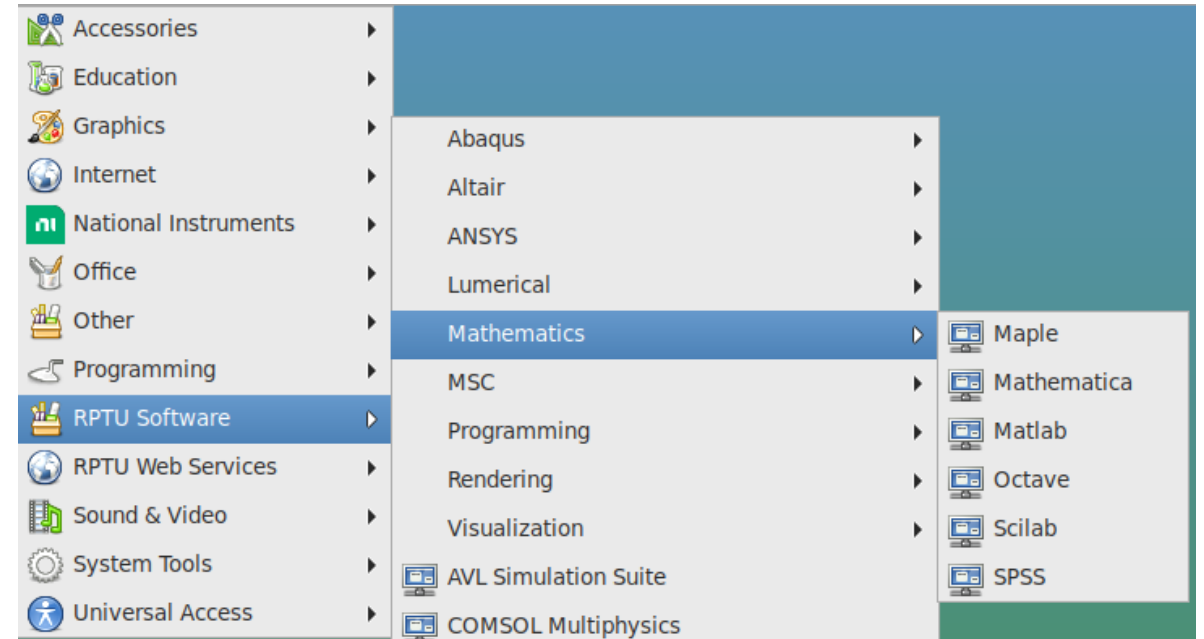 Accessories
Education
Graphics
Internet
National Instruments
Office
Other
Programming
RPTU Software
RPTU Web Services
Sound & Video
System Tools
Universal Access
Abaqus
Altair
ANSYS
Lumerical
Mathematics
MSC
Programming
Rendering
Visualization
AVL Simulation Suite
COMSOL Multiphysics
Maple
Mathematica
Matlab
Octave
Scilab
SPSS